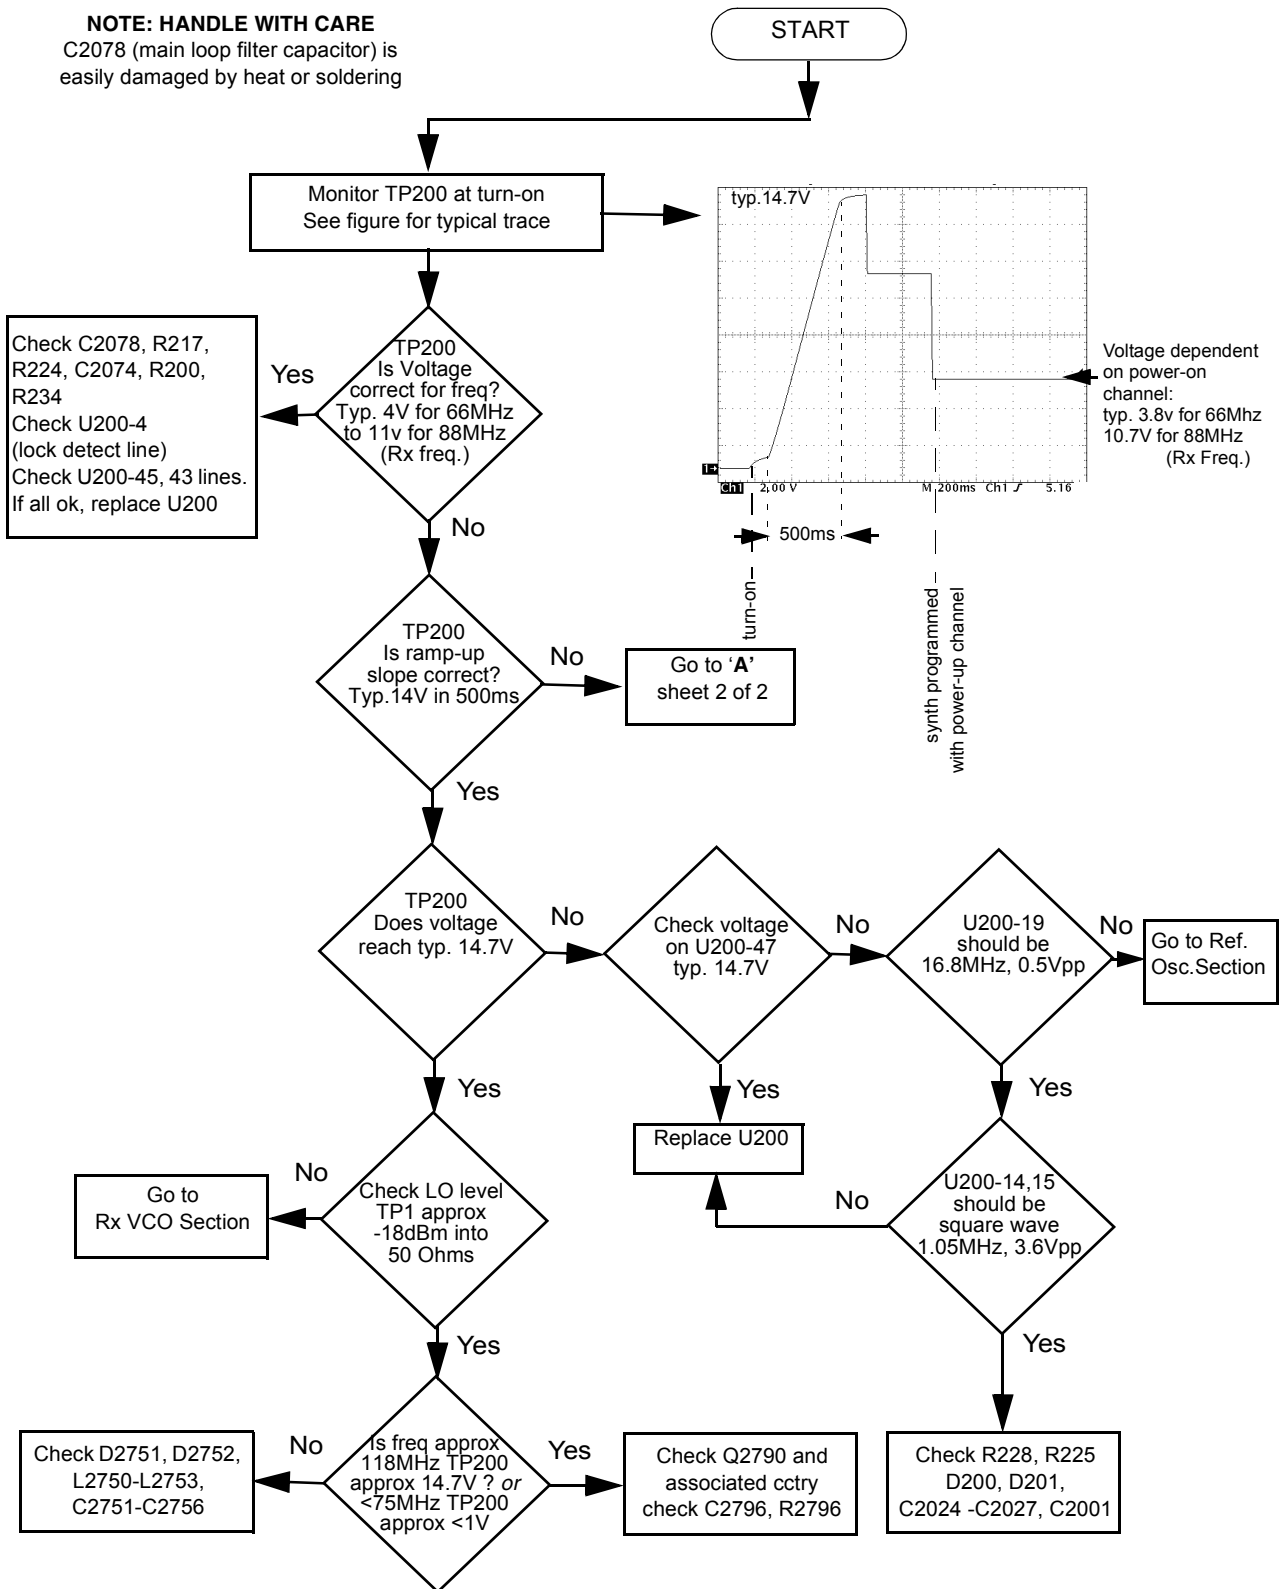 NOTE: HANDLE WITH CARE
C2078 (main loop filter capacitor) is
easily damaged by heat or soldering
START
Monitor TP200 at turn-on
See figure for typical trace
typ.14.7V
Ch1 2.00 V M 200ms Ch1 5.16
1
Voltage dependent
on power-on
channel:
typ. 3.8v for 66Mhz
10.7V for 88MHz
(Rx Freq.)
500ms
turn-on
synth programmed
with power-up channel
TP200
Is Voltage
correct for freq?
Typ. 4V for 66MHz
to 11v for 88MHz
(Rx freq.)
Yes
Check C2078, R217,
R224, C2074, R200,
R234
Check U200-4
(lock detect line)
Check U200-45, 43 lines.
If all ok, replace U200
No
TP200
Is ramp-up
slope correct?
Typ.14V in 500ms
No
Go to ‘A’
sheet 2 of 2
Yes
TP200
Does voltage
reach typ. 14.7V
No
Check voltage
on U200-47
typ. 14.7V
No
U200-19
should be
16.8MHz, 0.5Vpp
No
Go to Ref.
Osc.Section
Yes
Yes
Yes
Replace U200
Check LO level
TP1 approx
-18dBm into
50 Ohms
No
Go to
Rx VCO Section
U200-14,15
should be
square wave
1.05MHz, 3.6Vpp
No
Yes
Yes
Is freq approx
118MHz TP200
approx 14.7V ? or
<75MHz TP200
approx <1V
No
Check D2751, D2752,
L2750-L2753,
C2751-C2756
Yes
Check Q2790 and
associated cctry
check C2796, R2796
Check R228, R225
D200, D201,
C2024 -C2027, C2001